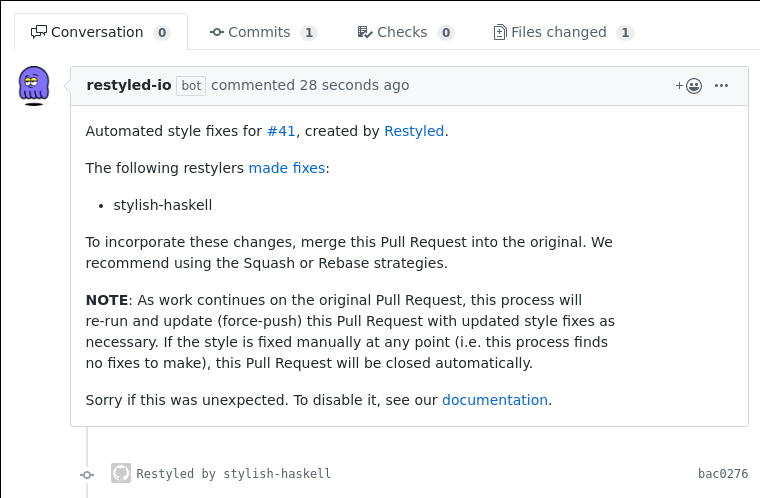 Conversation 0 Commits 1 Checks 0 Files changed 1
restyled-io bot commented 28 seconds ago
Automated style fixes for #41, created by Restyled.
The following restylers made fixes:
• stylish-haskell
To incorporate these changes, merge this Pull Request into the original. We
recommend using the Squash or Rebase strategies.
NOTE: As work continues on the original Pull Request, this process will
re-run and update (force-push) this Pull Request with updated style fixes as
necessary. If the style is fixed manually at any point (i.e. this process finds
no fixes to make), this Pull Request will be closed automatically.
Sorry if this was unexpected. To disable it, see our documentation.
Restyled by stylish-haskell bac0276